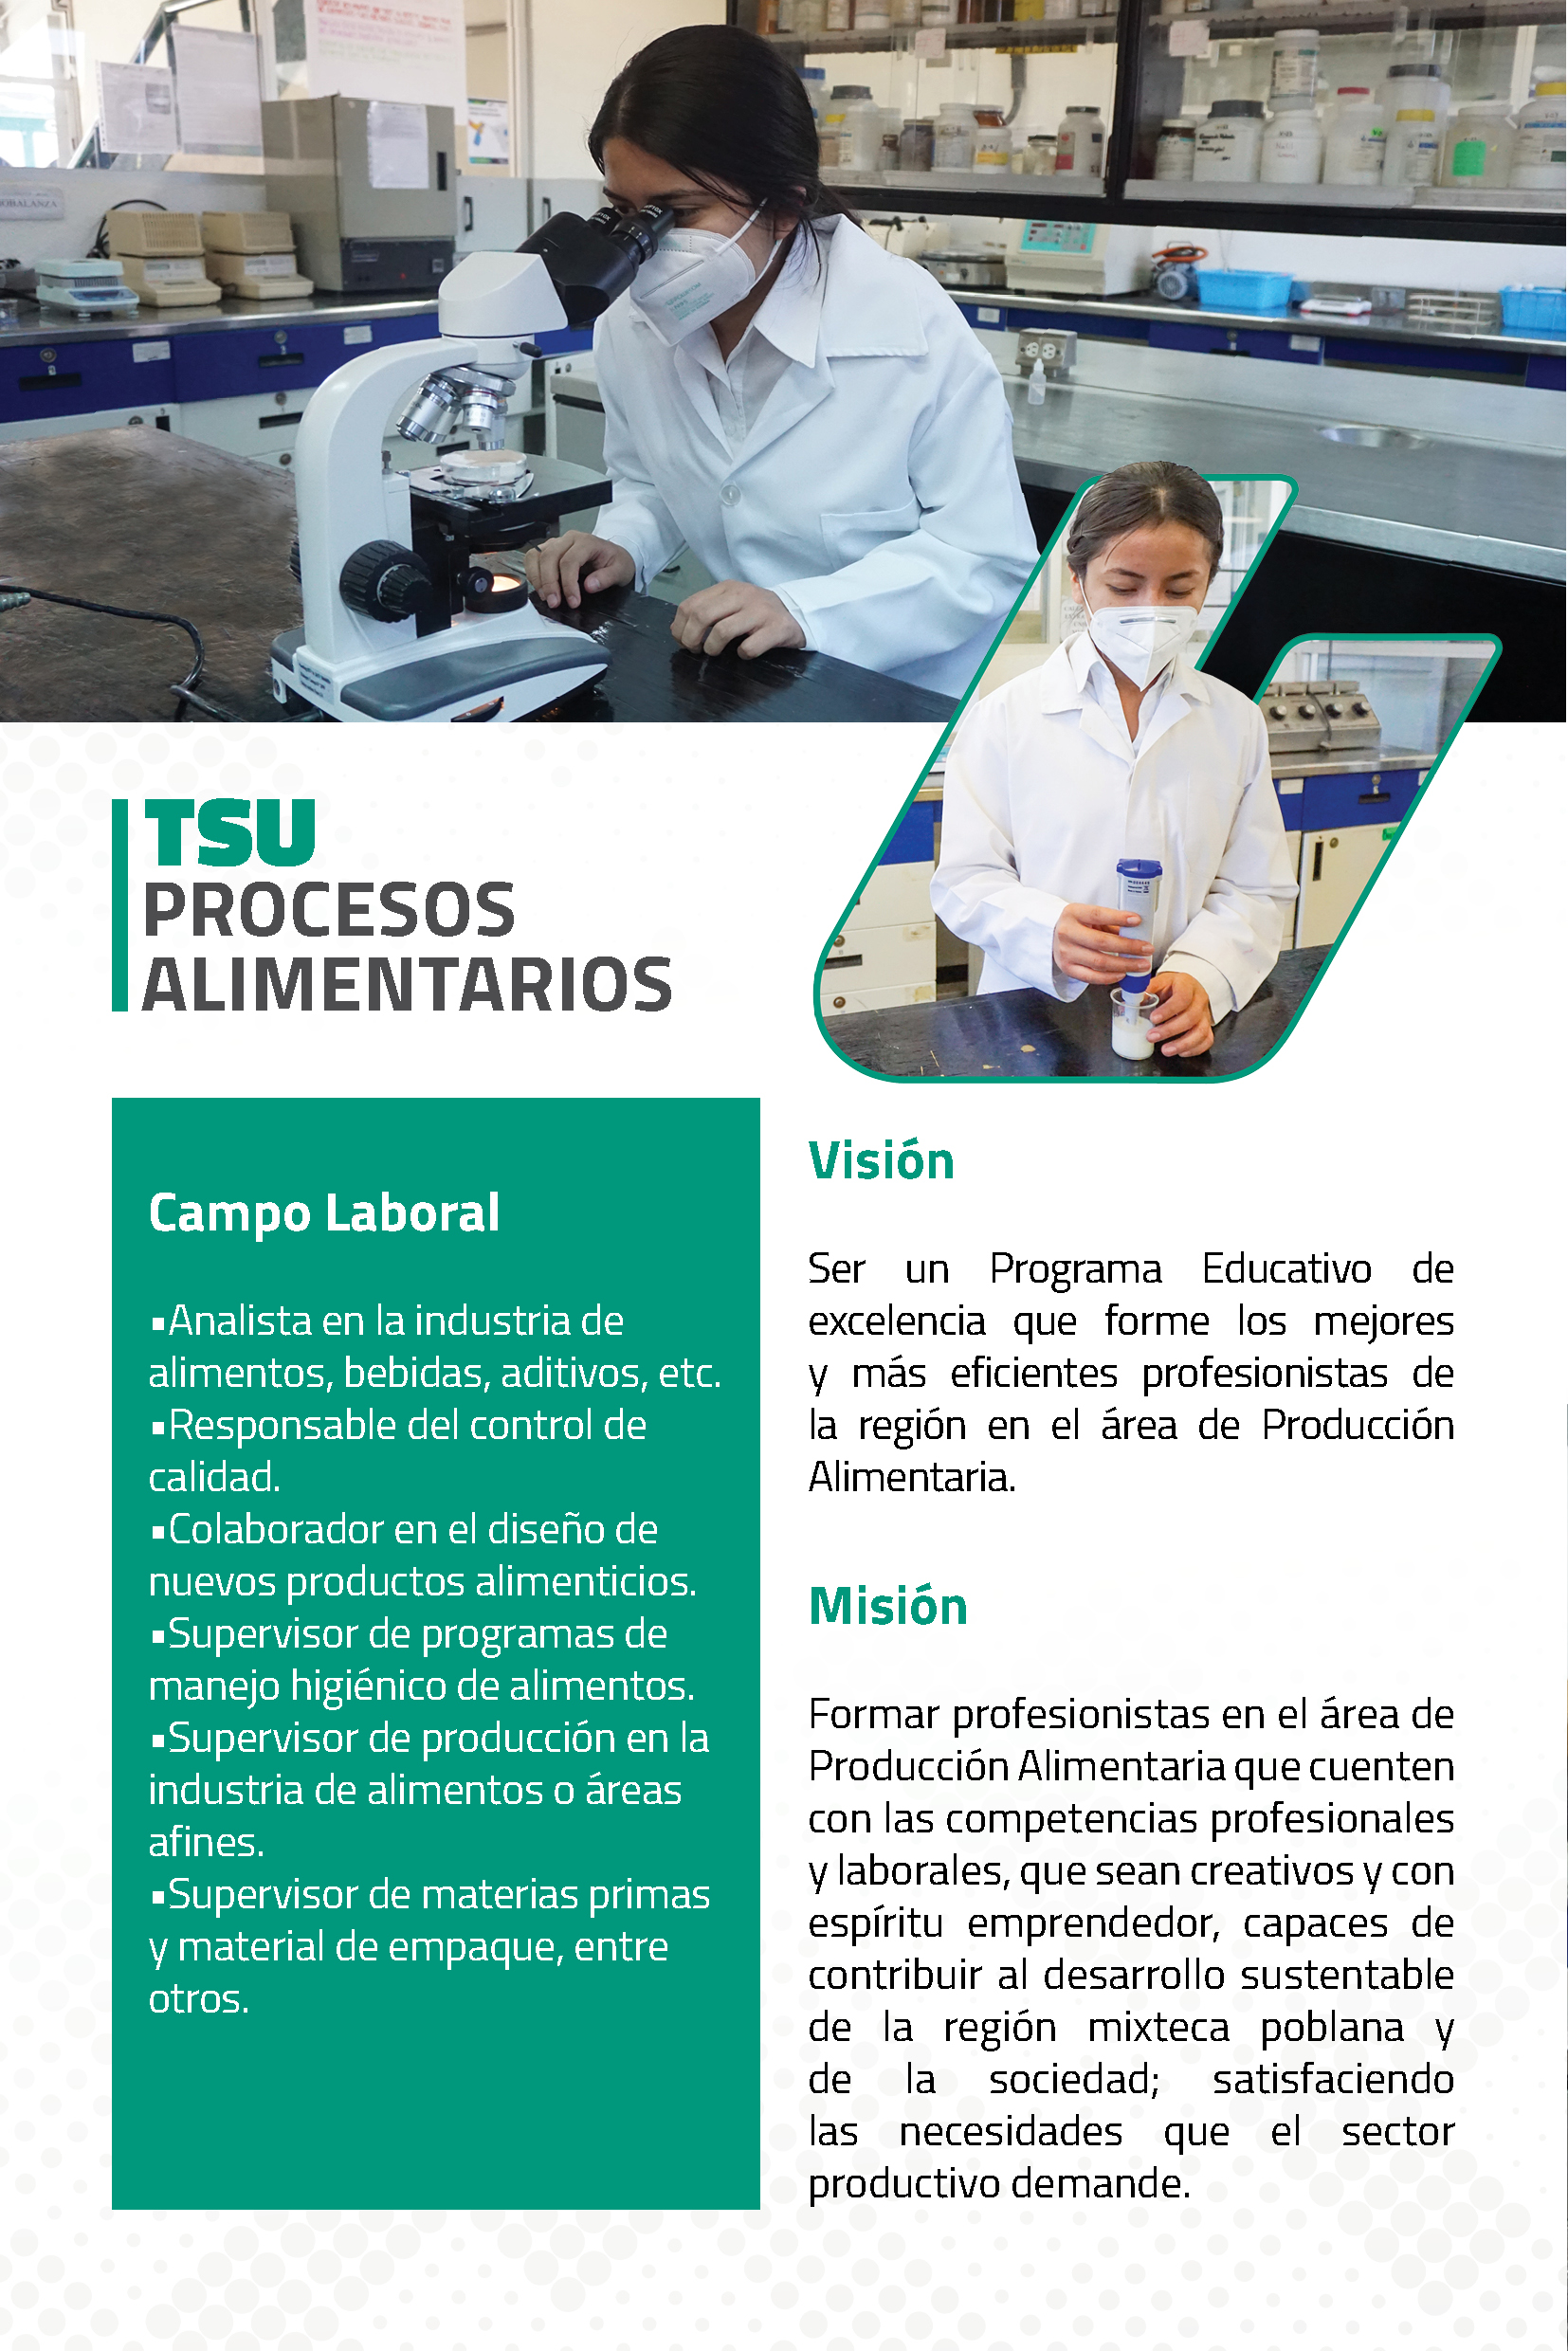 TSU
PROCESOS
ALIMENTARIOS
Campo Laboral
▪Analista en la industria de
alimentos, bebidas, aditivos, etc.
▪Responsable del control de
calidad.
▪Colaborador en el diseño de
nuevos productos alimenticios.
▪Supervisor de programas de
manejo higiénico de alimentos.
▪Supervisor de producción en la
industria de alimentos o áreas
afines.
▪Supervisor de materias primas
y material de empaque, entre
otros.
Visión
Ser un Programa Educativo de
excelencia que forme los mejores
y más eficientes profesionistas de
la región en el área de Producción
Alimentaria.
Misión
Formar profesionistas en el área de
Producción Alimentaria que cuenten
con las competencias profesionales
y laborales, que sean creativos y con
espíritu emprendedor, capaces de
contribuir al desarrollo sustentable
de la región mixteca poblana y
de la sociedad; satisfaciendo
las necesidades que el sector
productivo demande.